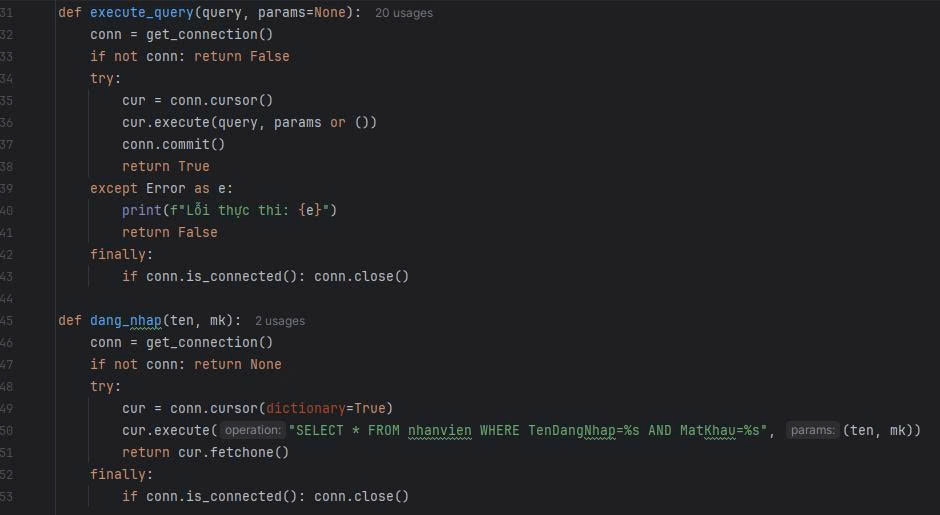 31 def execute_query(query, params=None): 20 usages
32 conn = get_connection()
33 if not conn: return False
34 try:
35 cur = conn.cursor()
36 cur.execute(query, params or ())
37 conn.commit()
38 return True
39 except Error as e:
40 print(f"Lỗi thực thi: {e}")
41 return False
42 finally:
43 if conn.is_connected(): conn.close()
44
45 def dang_nhap(ten, mk): 2 usages
46 conn = get_connection()
47 if not conn: return None
48 try:
49 cur = conn.cursor(dictionary=True)
50 cur.execute( operation: "SELECT * FROM nhanvien WHERE TenDangNhap=%s AND MatKhau=%s", params: (ten, mk))
51 return cur.fetchone()
52 finally:
53 if conn.is_connected(): conn.close()